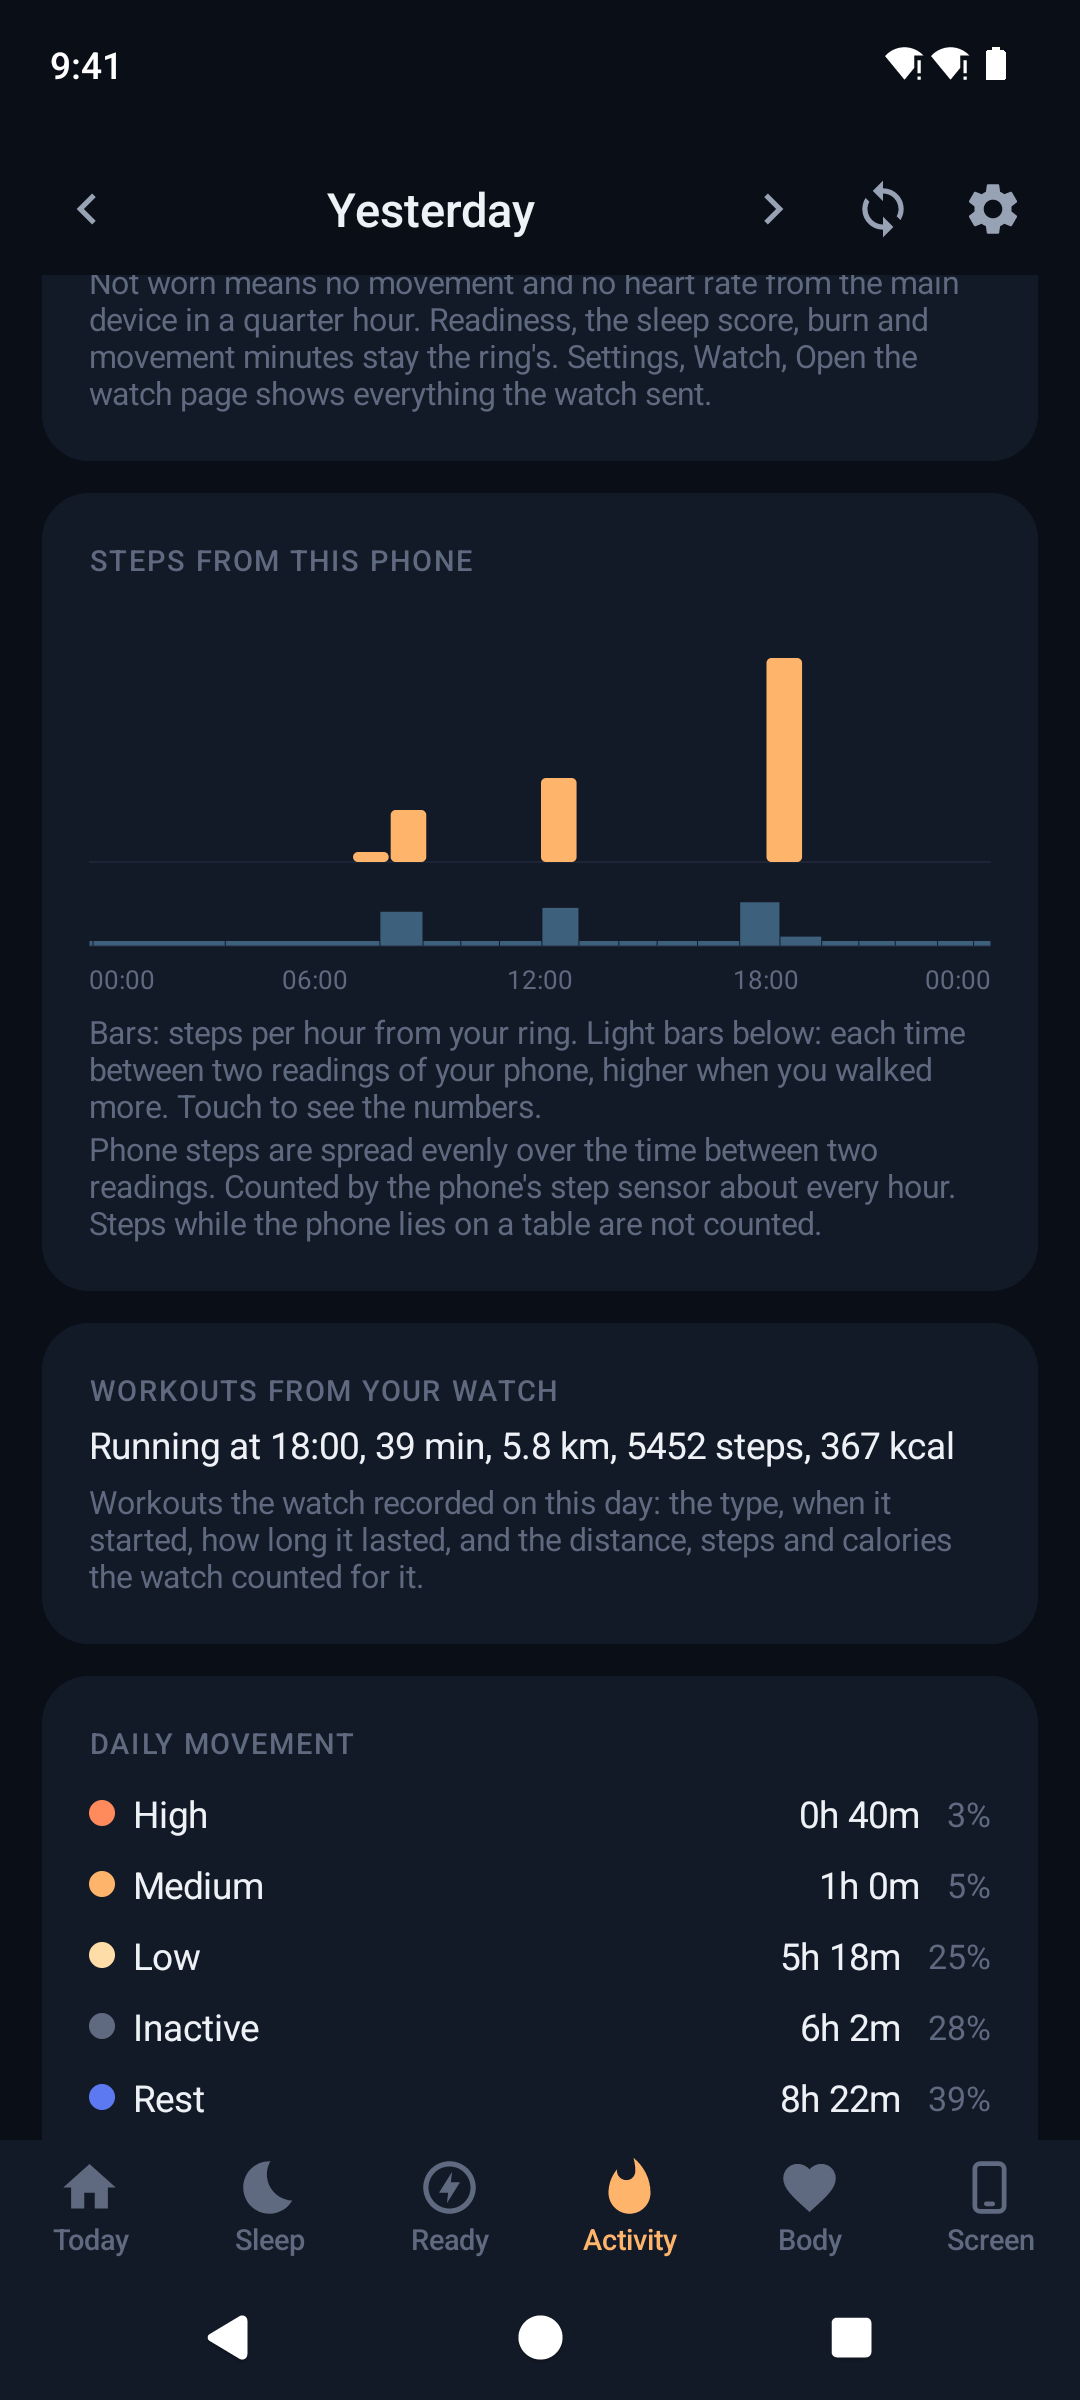 9:41
Yesterday
Not worn means no movement and no heart rate from the main
device in a quarter hour. Readiness, the sleep score, burn and
movement minutes stay the ring's. Settings, Watch, Open the
watch page shows everything the watch sent.
STEPS FROM THIS PHONE
00:00 06:00 12:00 18:00 00:00
Bars: steps per hour from your ring. Light bars below: each time
between two readings of your phone, higher when you walked
more. Touch to see the numbers.
Phone steps are spread evenly over the time between two
readings. Counted by the phone's step sensor about every hour.
Steps while the phone lies on a table are not counted.
WORKOUTS FROM YOUR WATCH
Running at 18:00, 39 min, 5.8 km, 5452 steps, 367 kcal
Workouts the watch recorded on this day: the type, when it
started, how long it lasted, and the distance, steps and calories
the watch counted for it.
DAILY MOVEMENT
High 0h 40m 3%
Medium 1h 0m 5%
Low 5h 18m 25%
Inactive 6h 2m 28%
Rest 8h 22m 39%
Today Sleep Ready Activity Body Screen